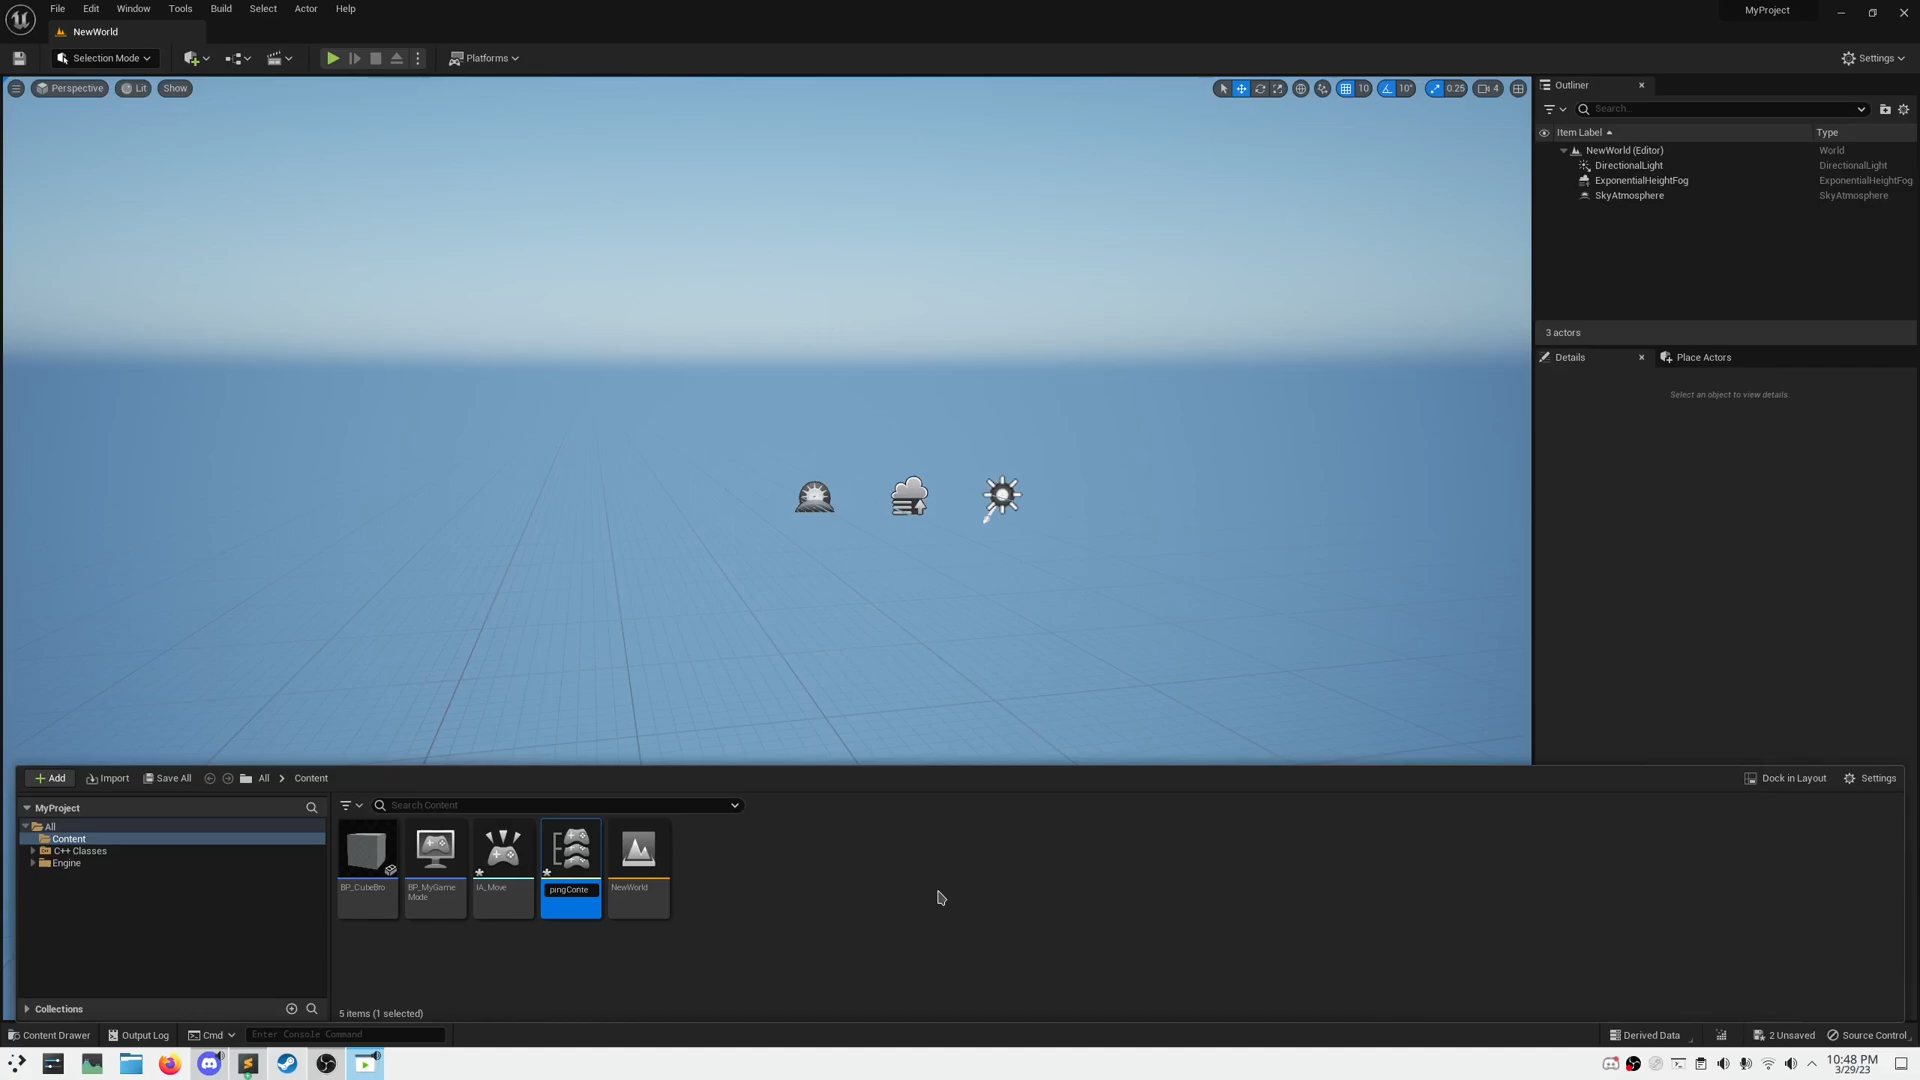 File Edit Window Tools Build Select Actor Help
MyProject
NewWorld
Selection Mode
Platforms
Settings
Perspective Lit Show
10 10° 0.25 4
Outliner
Search...
Item Label Type
NewWorld (Editor) World
DirectionalLight DirectionalLight
ExponentialHeightFog ExponentialHeightFog
SkyAtmosphere SkyAtmosphere
3 actors
Details Place Actors
Select an object to view details.
Add Import Save All All Content
Dock in Layout Settings
MyProject
Search Content
All
Content
C++ Classes
Engine
BP_CubeBro
BP_MyGame
Mode
IA_Move
pingConte
NewWorld
Collections
5 items (1 selected)
Content Drawer Output Log Cmd Enter Console Command
Derived Data 2 Unsaved Source Control
10:48 PM
3/29/23